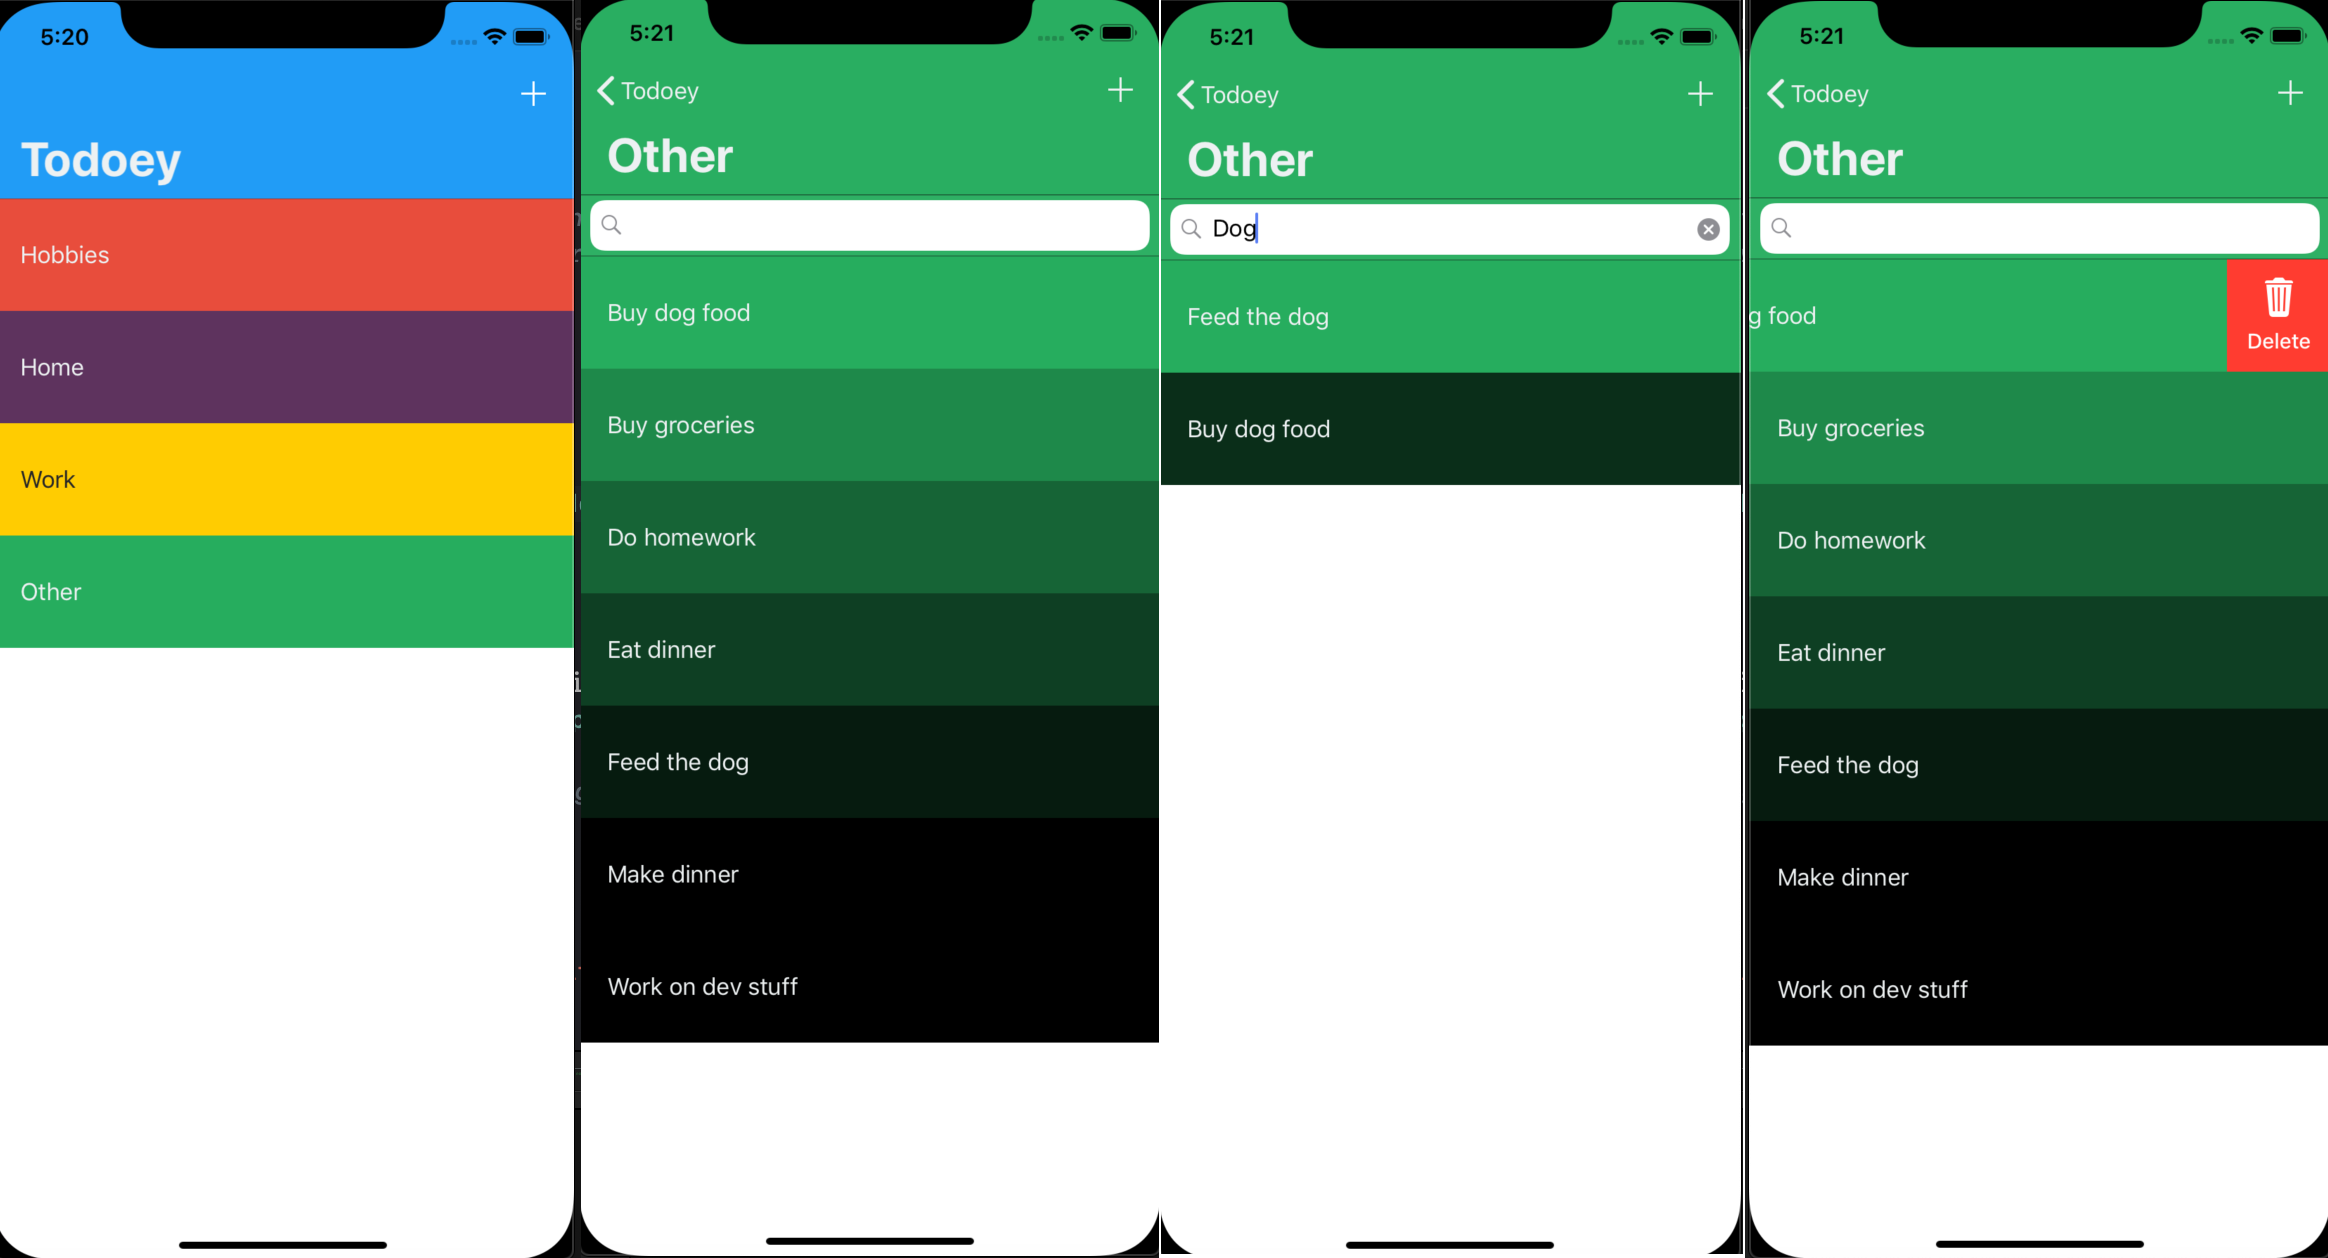 5:20
Todoey
Hobbies
Home
Work
Other
5:21
Todoey
Other
Buy dog food
Buy groceries
Do homework
Eat dinner
Feed the dog
Make dinner
Work on dev stuff
5:21
Todoey
Other
Dog
Feed the dog
Buy dog food
5:21
Todoey
Other
g food
Delete
Buy groceries
Do homework
Eat dinner
Feed the dog
Make dinner
Work on dev stuff